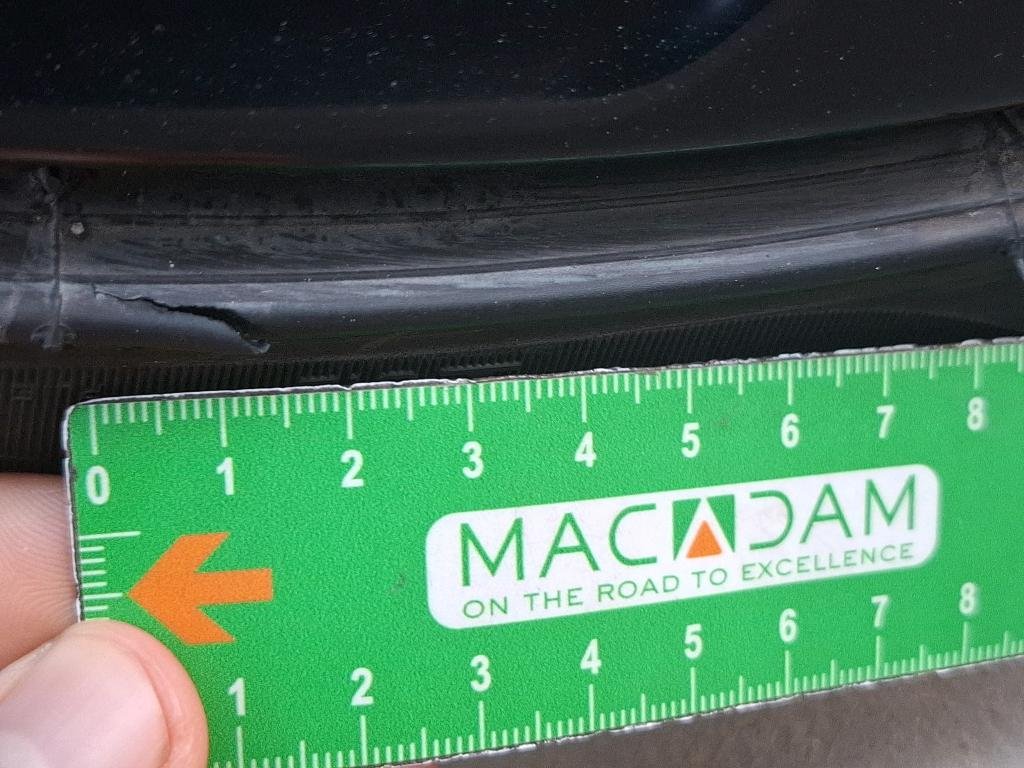 0 1 2 3 4 5 6 7 8
MACADAM
ON THE ROAD TO EXCELLENCE
1 2 3 4 5 6 7 8